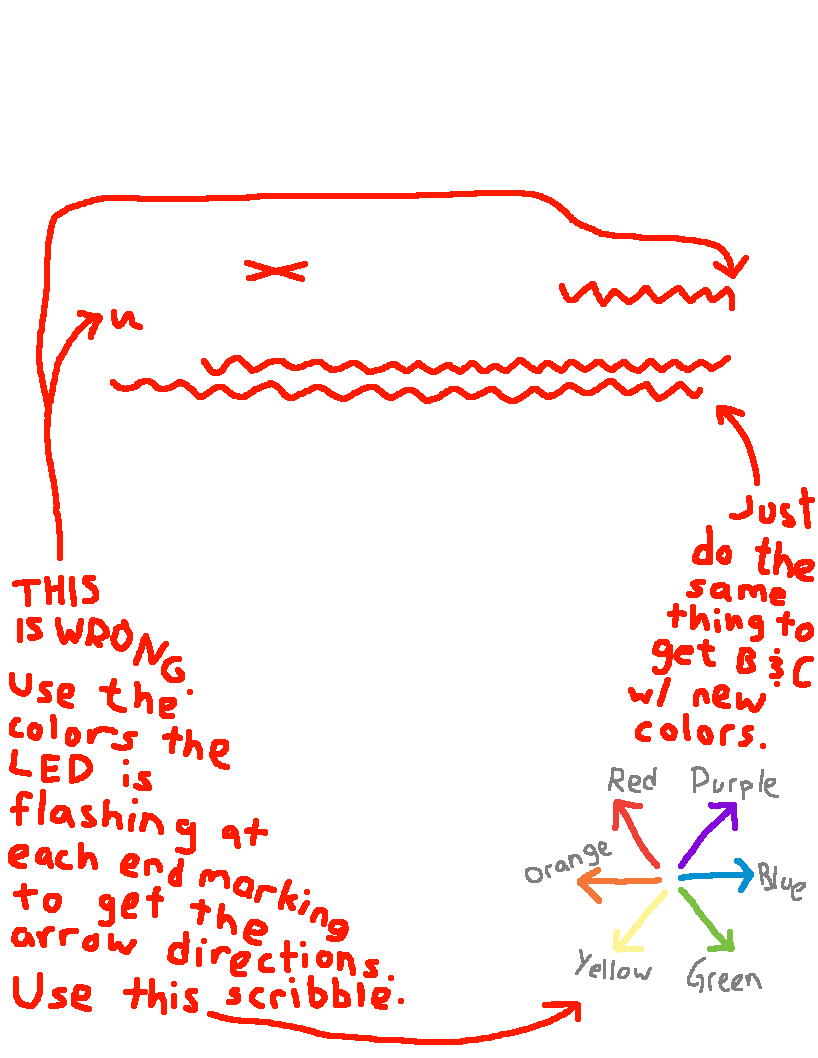 u
THIS
IS WRONG.
Use the
colors the
LED is
flashing at
each end marking
to get the
arrow directions.
Use this scribble.
Just
do the
same
thing to
get B & C
w/ new
colors.
Red Purple
Orange Blue
Yellow Green